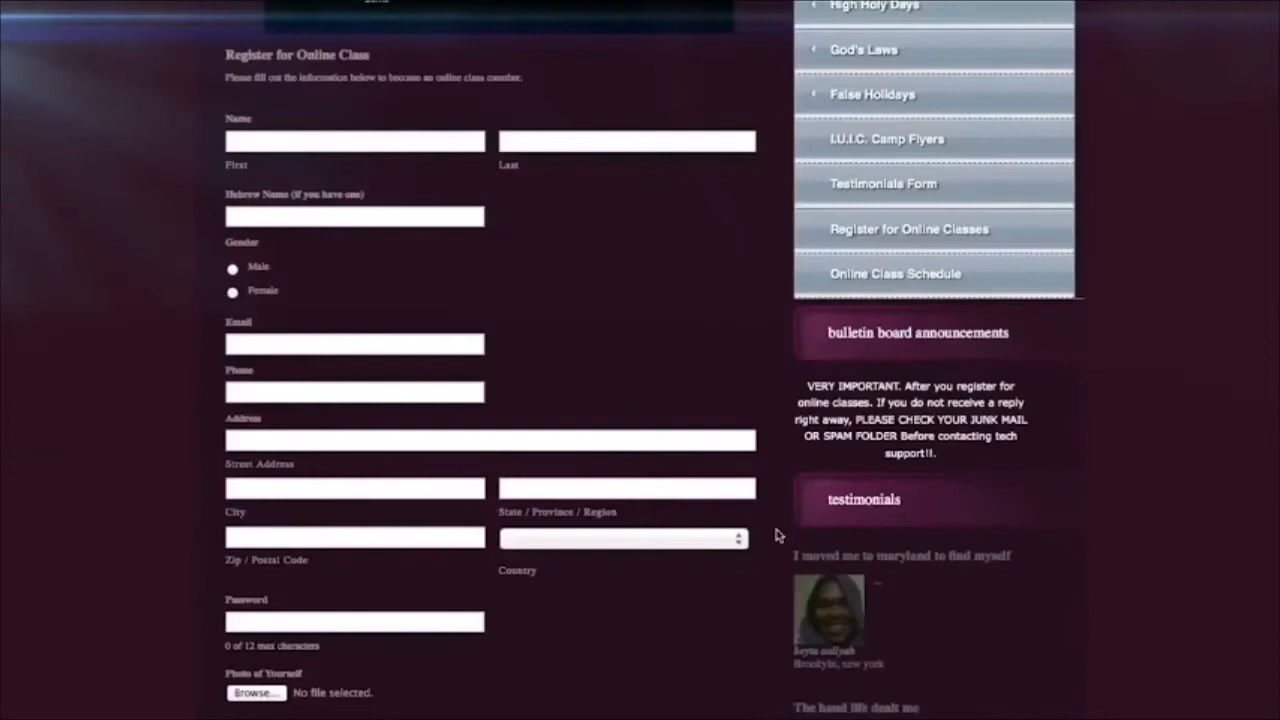 Register for Online Class
Please fill out the information below to become an online class member.
Name
First
Last
Hebrew Name (if you have one)
Gender
Male
Female
Email
Phone
Address
Street Address
City
State / Province / Region
Zip / Postal Code
Country
Password
0 of 12 max characters
Photo of Yourself
Browse... No file selected.
High Holy Days
God's Laws
False Holidays
I.U.I.C. Camp Flyers
Testimonials Form
Register for Online Classes
Online Class Schedule
bulletin board announcements
VERY IMPORTANT. After you register for
online classes. If you do not receive a reply
right away, PLEASE CHECK YOUR JUNK MAIL
OR SPAM FOLDER Before contacting tech
support!!.
testimonials
I moved me to maryland to find myself
Brooklyn, new york
The hand life dealt me